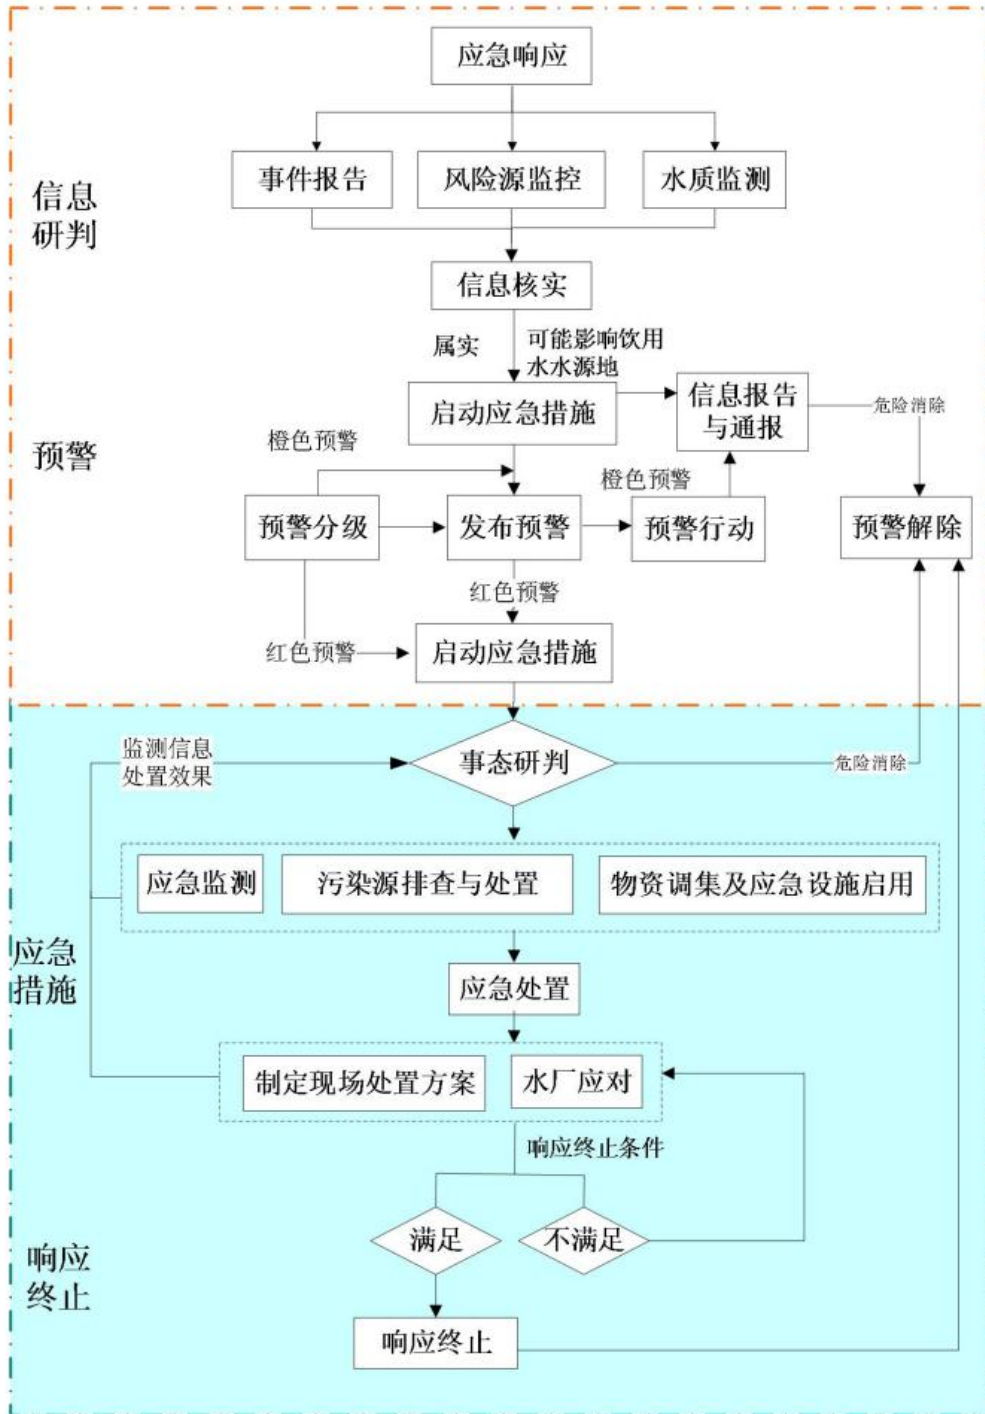 应急响应
事件报告
风险源监控
水质监测
信息
研判
信息核实
属实
可能影响饮用
水水源地
启动应急措施
信息报告
与通报
危险消除
预警
橙色预警
橙色预警
预警分级
发布预警
预警行动
预警解除
红色预警
红色预警
启动应急措施
监测信息
处置效果
事态研判
危险消除
应急监测
污染源排查与处置
物资调集及应急设施启用
应急
措施
应急处置
制定现场处置方案
水厂应对
响应终止条件
满足
不满足
响应
终止
响应终止